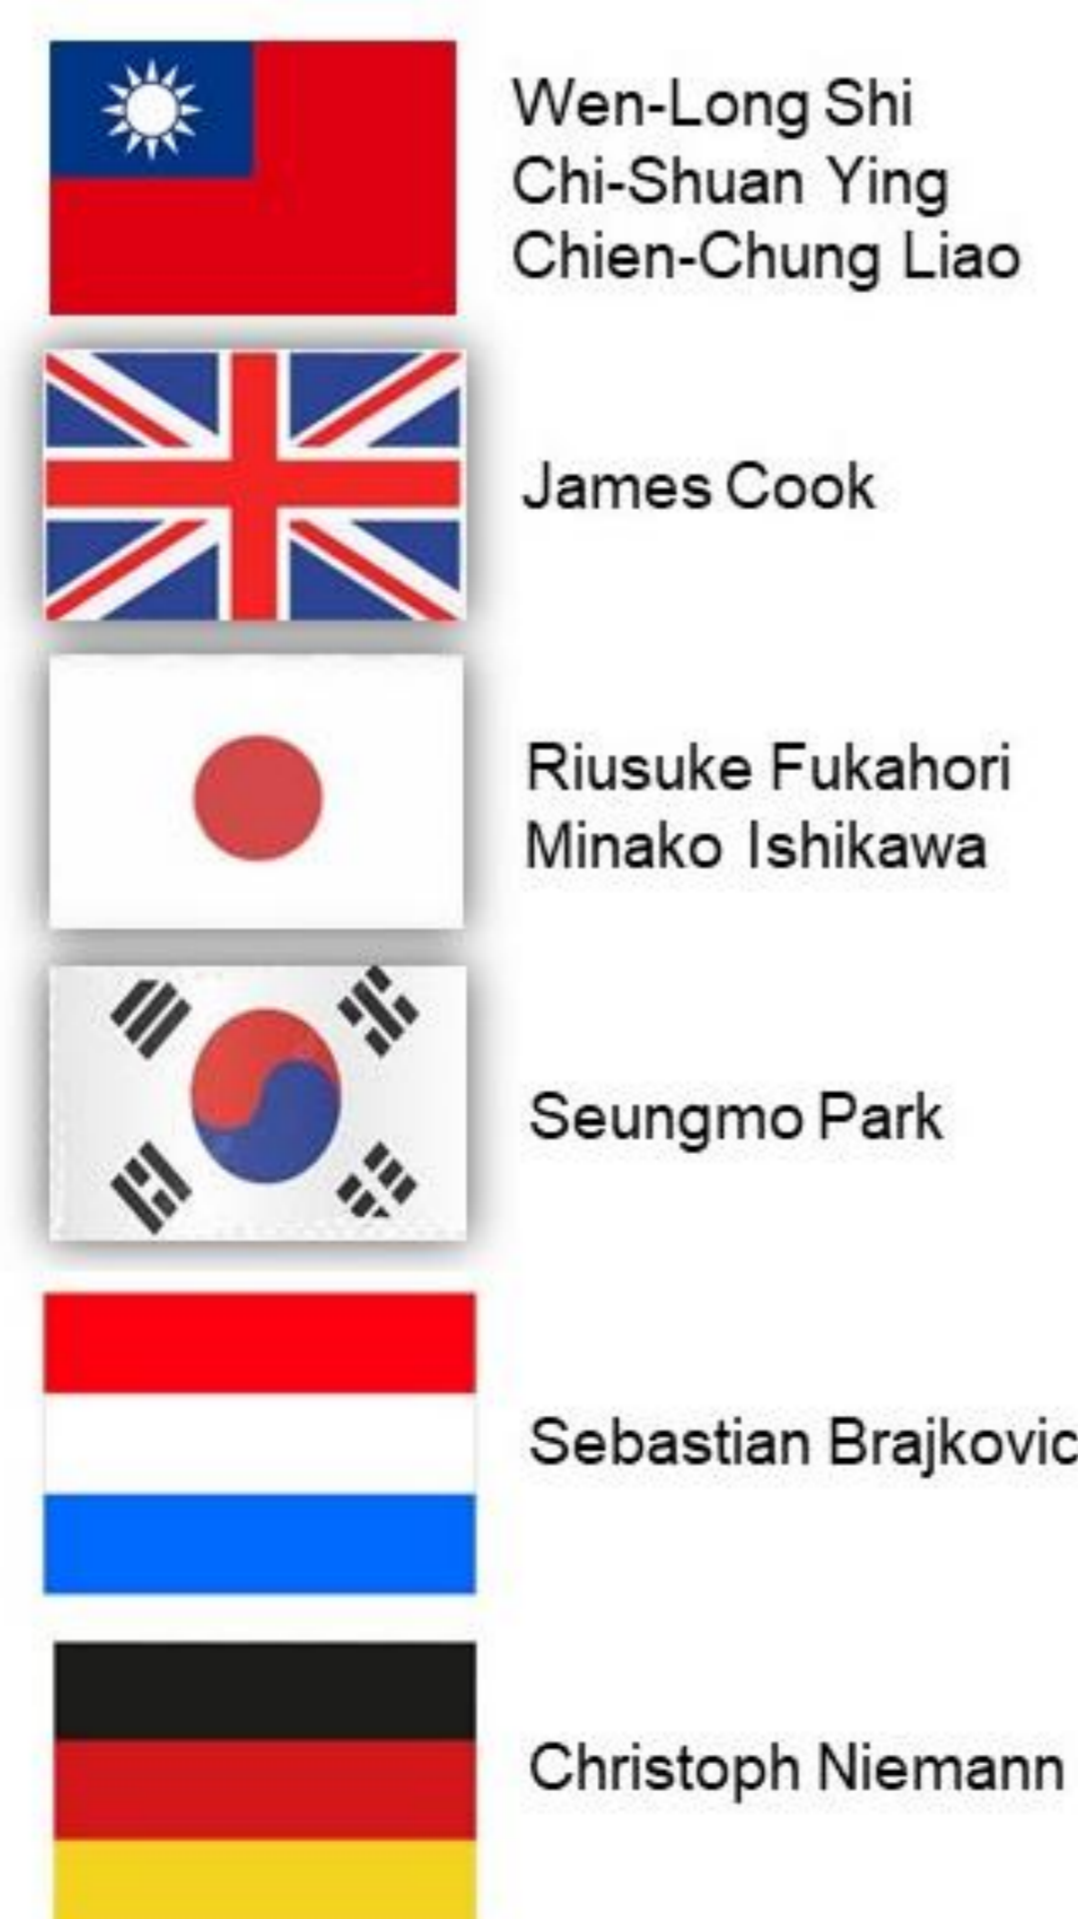 Wen-Long Shi
Chi-Shuan Ying
Chien-Chung Liao
James Cook
Riusuke Fukahori
Minako Ishikawa
Seungmo Park
Sebastian Brajkovic
Christoph Niemann